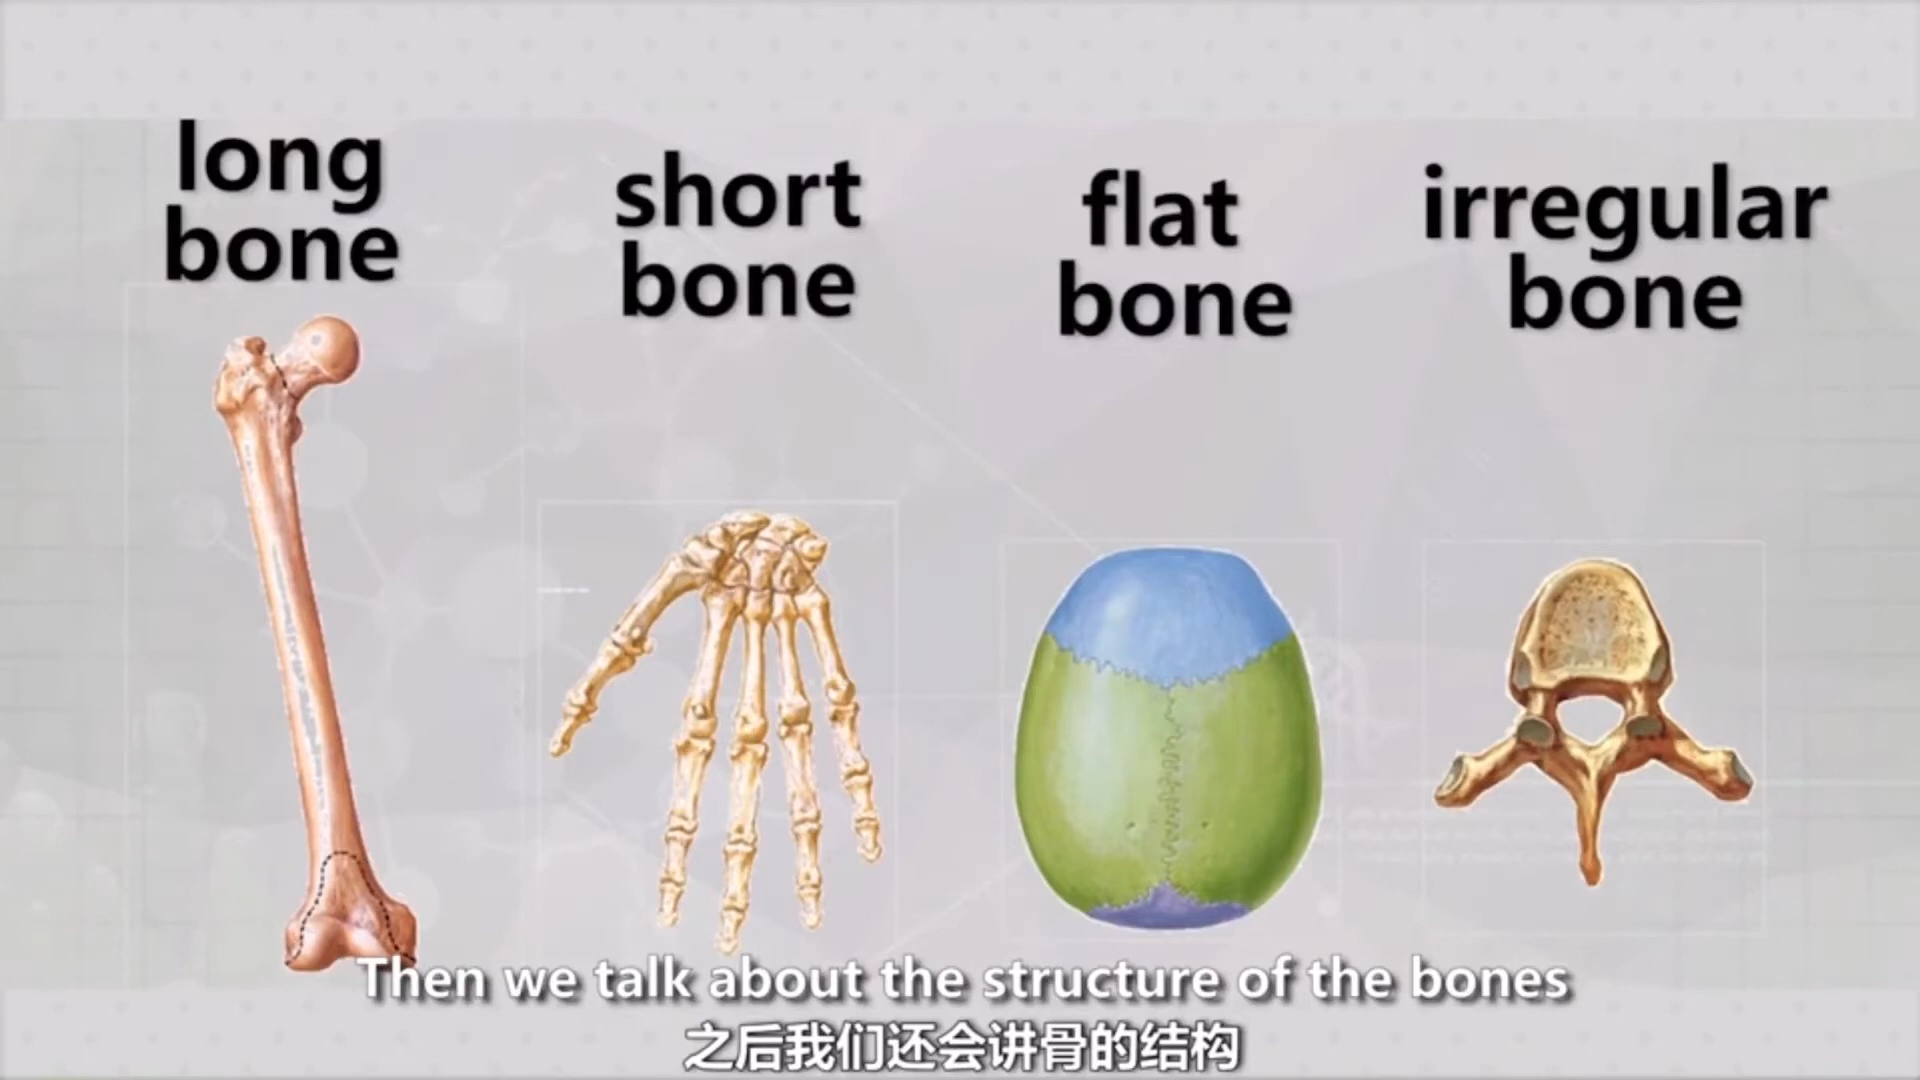 long
bone
short
bone
flat
bone
irregular
bone
Then we talk about the structure of the bones
之后我们还会讲骨的结构